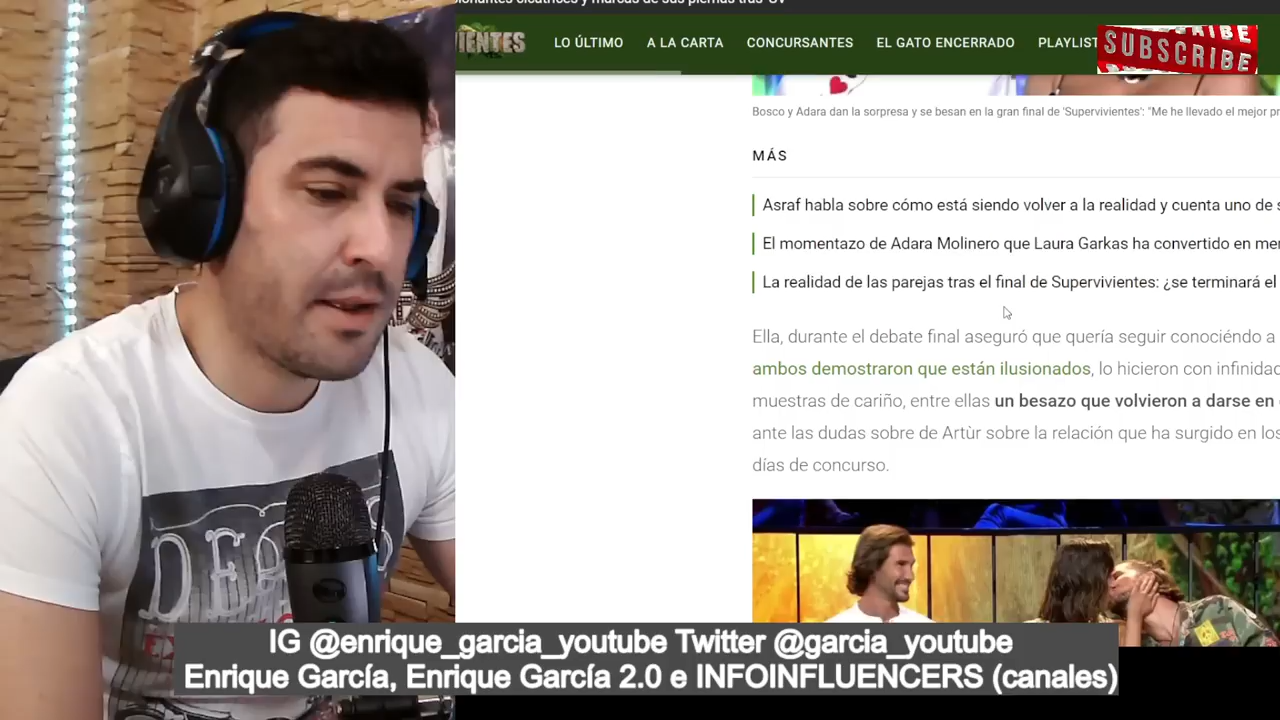 VIENTES
LO ÚLTIMO
A LA CARTA
CONCURSANTES
EL GATO ENCERRADO
PLAYLIST
SUBSCRIBE
Bosco y Adara dan la sorpresa y se besan en la gran final de 'Supervivientes': "Me he llevado el mejor
MÁS
Asraf habla sobre cómo está siendo volver a la realidad y cuenta uno de
El momentazo de Adara Molinero que Laura Garkas ha convertido en
La realidad de las parejas tras el final de Supervivientes: ¿se terminará el
Ella, durante el debate final aseguró que quería seguir conociéndo a
ambos demostraron que están ilusionados, lo hicieron con
muestras de cariño, entre ellas un besazo que volvieron a darse en
ante las dudas sobre de Artùr sobre la relación que ha surgido en
días de concurso.
IG @enrique_garcia_youtube Twitter @garcia_youtube
Enrique García, Enrique García 2.0 e INFOINFLUENCERS (canales)